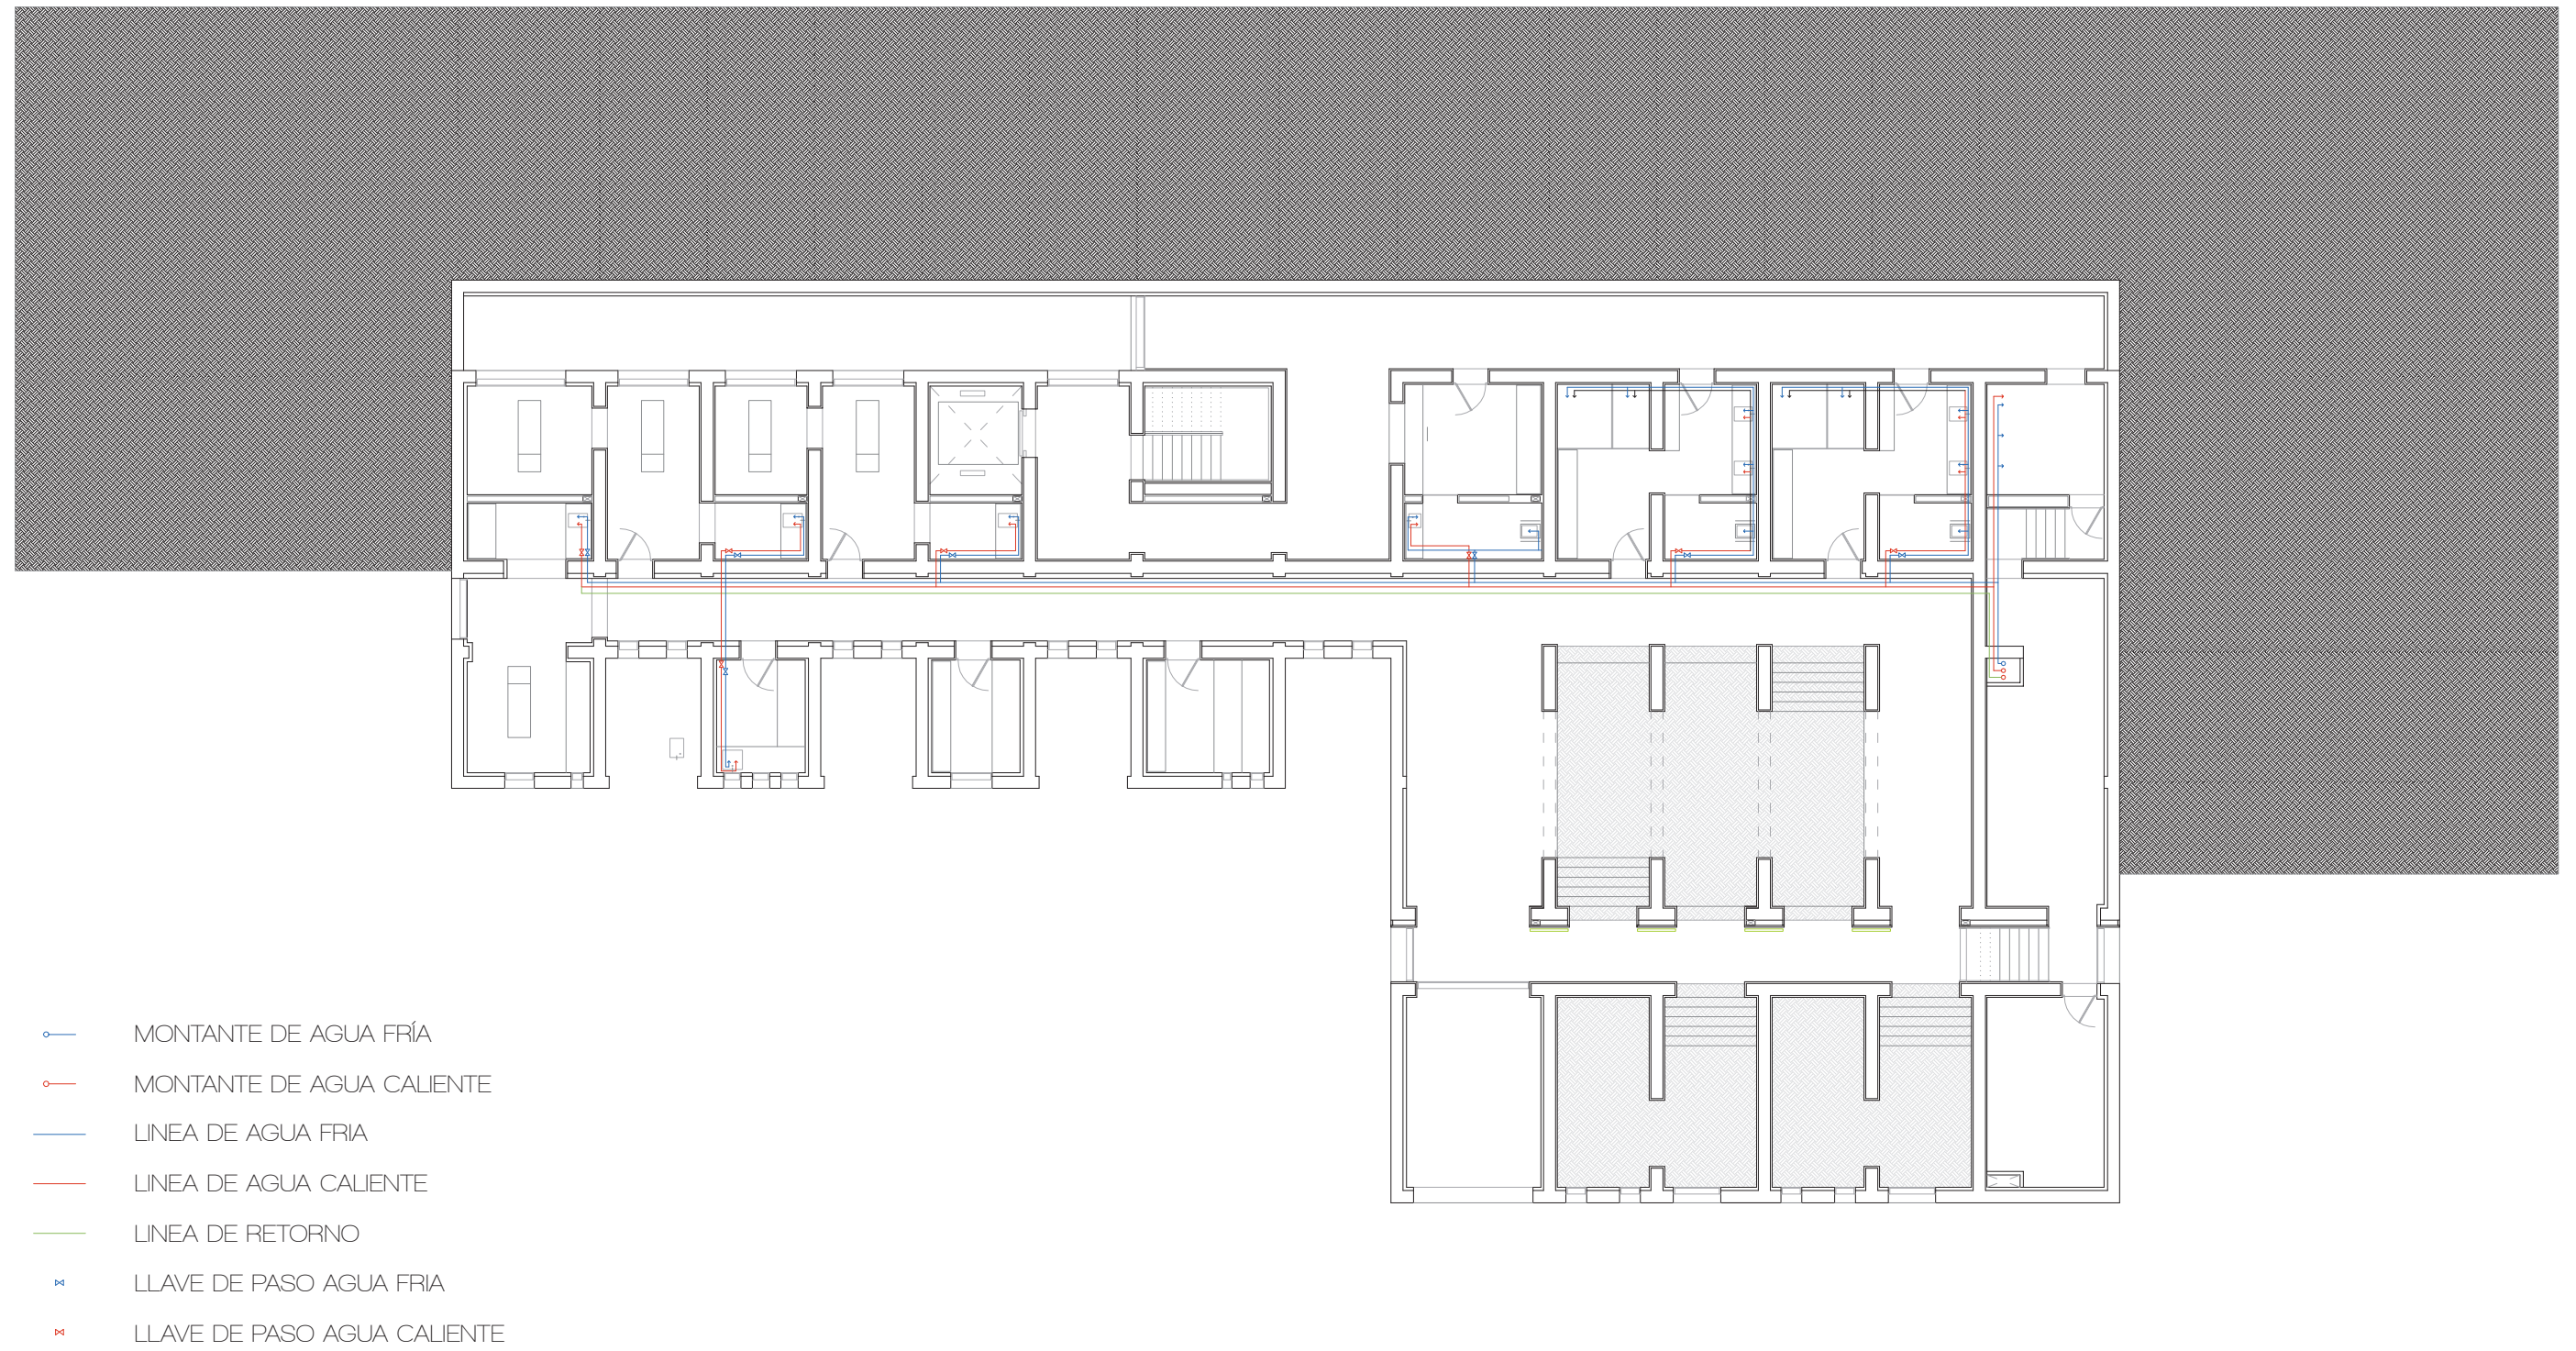 MONTANTE DE AGUA FRÍA
MONTANTE DE AGUA CALIENTE
LINEA DE AGUA FRIA
LINEA DE AGUA CALIENTE
LINEA DE RETORNO
LLAVE DE PASO AGUA FRIA
LLAVE DE PASO AGUA CALIENTE